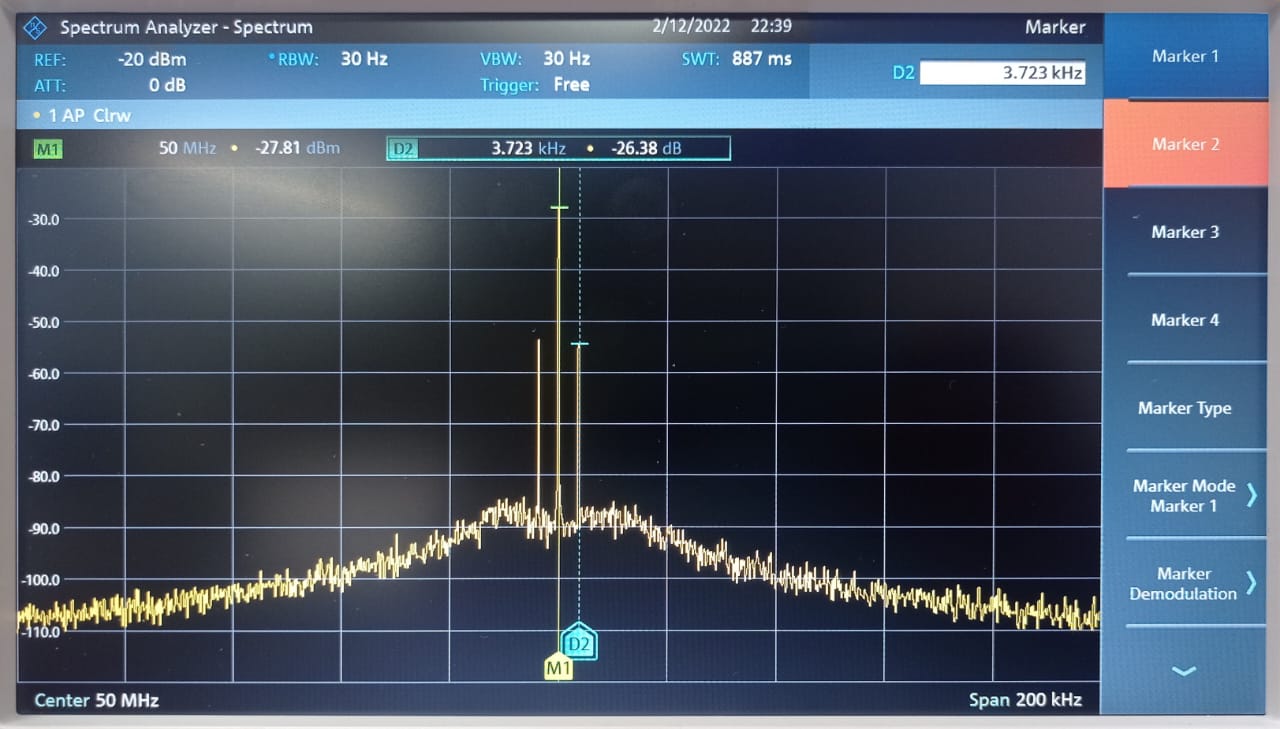 Spectrum Analyzer - Spectrum 2/12/2022 22:39 Marker
REF: -20 dBm RBW: 30 Hz VBW: 30 Hz SWT: 887 ms
ATT: 0 dB Trigger: Free
D2 3.723 kHz
1 AP Clrw
M1 50 MHz • -27.81 dBm D2 3.723 kHz • -26.38 dB
-30.0
-40.0
-50.0
-60.0
-70.0
-80.0
-90.0
-100.0
-110.0
D2
M1
Center 50 MHz Span 200 kHz
Marker 1
Marker 2
Marker 3
Marker 4
Marker Type
Marker Mode
Marker 1
Marker
Demodulation